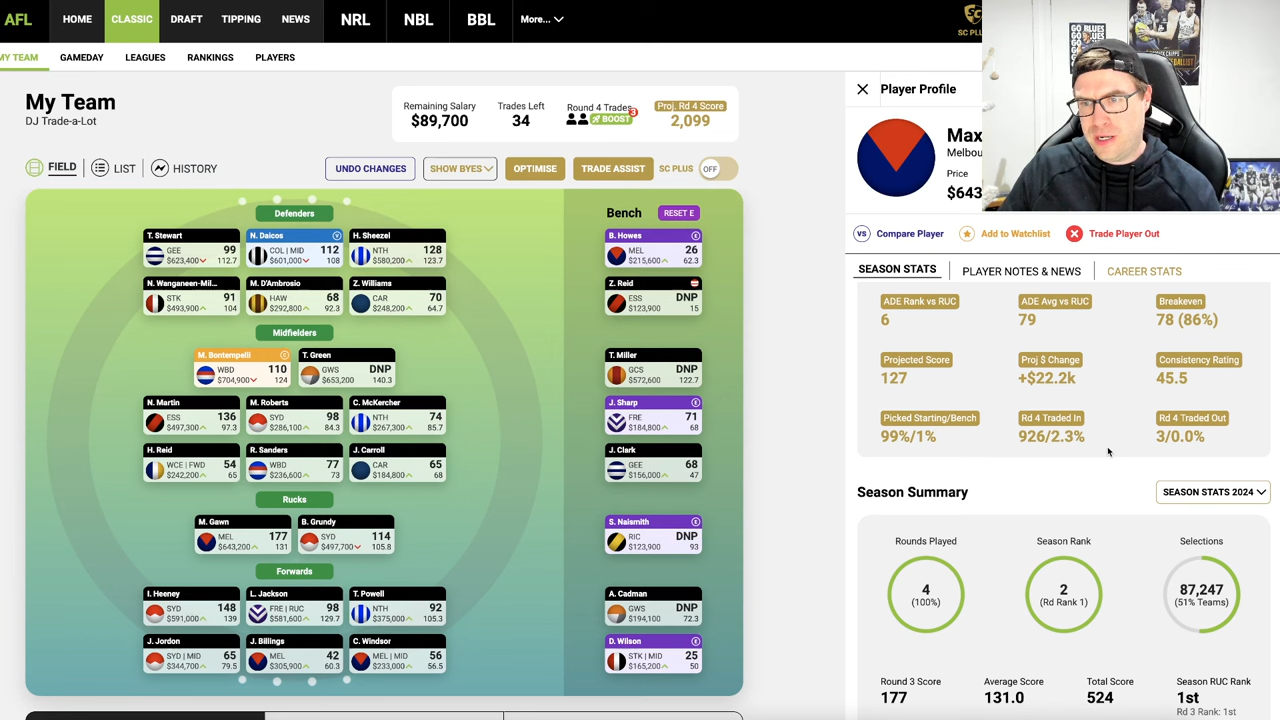 AFL HOME CLASSIC DRAFT TIPPING NEWS NRL NBL BBL More...
SC PLU
MY TEAM GAMEDAY LEAGUES RANKINGS PLAYERS
My Team
DJ Trade-a-Lot
Remaining Salary
$89,700
Trades Left
34
Round 4 Trades
BOOST 3
Proj. Rd 4 Score
2,099
FIELD LIST HISTORY
UNDO CHANGES SHOW BYES OPTIMISE TRADE ASSIST SC PLUS OFF
Defenders
T. Stewart
GEE 99
$623,400 112.7
N. Daicos V
COL | MID 112
$601,000 108
H. Sheezel
NTH 128
$580,200 123.7
N. Wanganeen-Mil...
STK 91
$493,900 104
M. D'Ambrosio
HAW 68
$292,800 92.3
Z. Williams
CAR 70
$248,200 64.7
Midfielders
M. Bontempelli C
WBD 110
$704,900 124
T. Green
GWS DNP
$653,200 140.3
N. Martin
ESS 136
$497,300 97.3
M. Roberts
SYD 98
$286,100 84.3
C. McKercher
NTH 74
$267,300 85.7
H. Reid
WCE | FWD 54
$242,200 65
R. Sanders
WBD 77
$236,600 73
J. Carroll
CAR 65
$184,800 68
Rucks
M. Gawn
MEL 177
$643,200 131
B. Grundy
SYD 114
$497,700 105.8
Forwards
I. Heeney
SYD 148
$591,000 139
L. Jackson
FRE | RUC 98
$581,600 129.7
T. Powell
NTH 92
$375,000 105.3
J. Jordon
SYD | MID 65
$344,700 79.5
J. Billings
MEL 42
$305,900 60.3
C. Windsor
MEL | MID 56
$233,000 56.5
Bench RESET E
B. Howes E
MEL 26
$215,600 62.3
Z. Reid
ESS DNP
$123,900 15
T. Miller
GCS DNP
$572,600 122.7
J. Sharp E
FRE 71
$184,800 68
J. Clark
GEE 68
$156,000 47
S. Naismith E
RIC DNP
$123,900 93
A. Cadman
GWS DNP
$194,100 72.3
D. Wilson E
STK | MID 25
$165,200 50
Player Profile
Max
Melbou
Price
$643
VS Compare Player Add to Watchlist Trade Player Out
SEASON STATS PLAYER NOTES & NEWS CAREER STATS
ADE Rank vs RUC
6
ADE Avg vs RUC
79
Breakeven
78 (86%)
Projected Score
127
Proj $ Change
+$22.2k
Consistency Rating
45.5
Picked Starting/Bench
99%/1%
Rd 4 Traded In
926/2.3%
Rd 4 Traded Out
3/0.0%
Season Summary SEASON STATS 2024
Rounds Played
4
(100%)
Season Rank
2
(Rd Rank 1)
Selections
87,247
(51% Teams)
Round 3 Score
177
Average Score
131.0
Total Score
524
Season RUC Rank
1st
Rd 3 Rank: 1st
GO BLUES